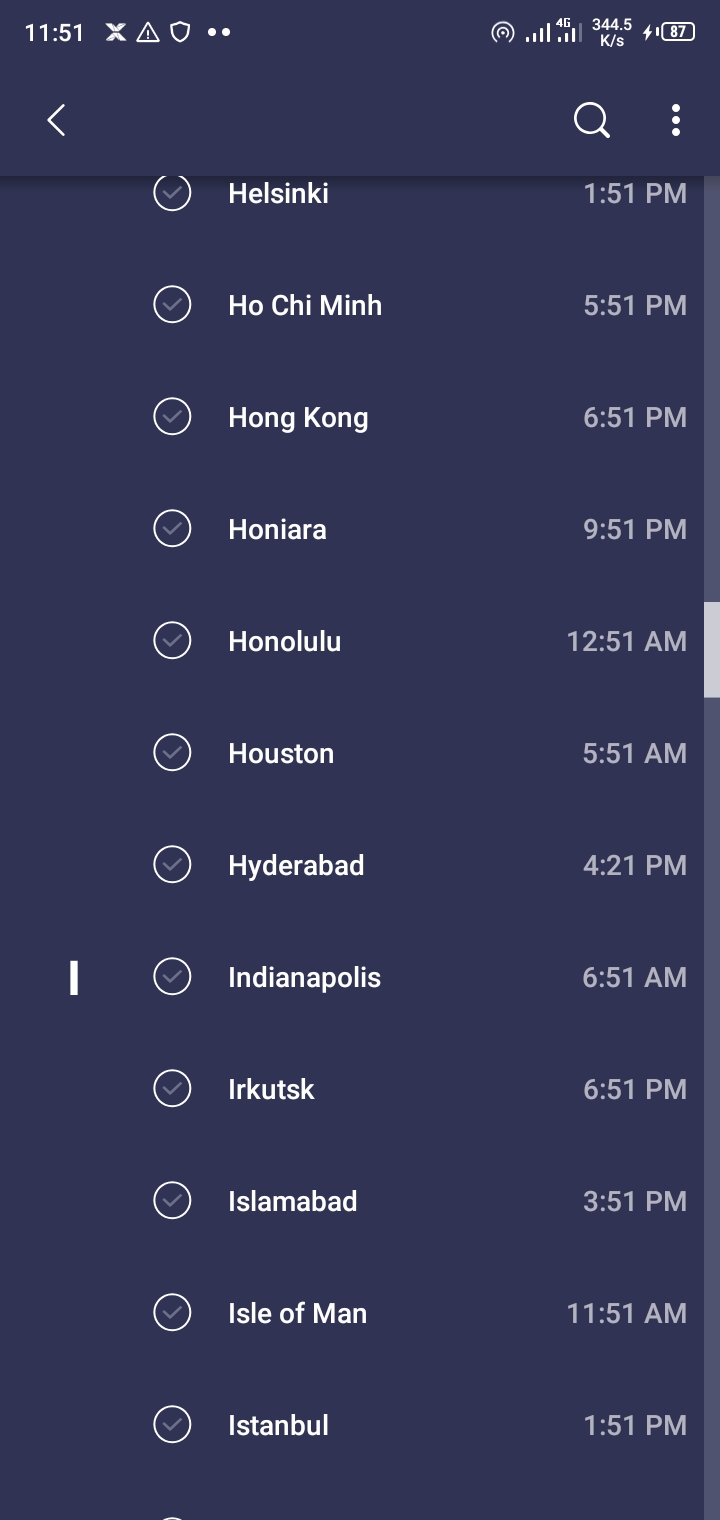 11:51 4G 344.5 K/s 87
Helsinki 1:51 PM
Ho Chi Minh 5:51 PM
Hong Kong 6:51 PM
Honiara 9:51 PM
Honolulu 12:51 AM
Houston 5:51 AM
Hyderabad 4:21 PM
I Indianapolis 6:51 AM
Irkutsk 6:51 PM
Islamabad 3:51 PM
Isle of Man 11:51 AM
Istanbul 1:51 PM